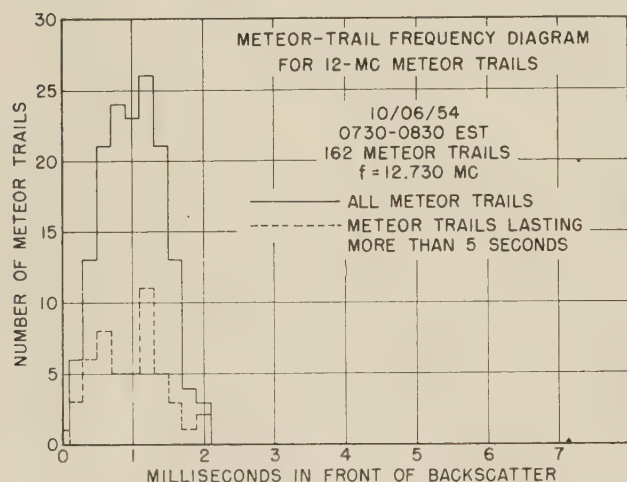 METEOR-TRAIL FREQUENCY DIAGRAM
FOR 12-MC METEOR TRAILS
10/06/54
0730-0830 EST
162 METEOR TRAILS
f = 12.730 MC
ALL METEOR TRAILS
METEOR TRAILS LASTING
MORE THAN 5 SECONDS
NUMBER OF METEOR TRAILS
30
25
20
15
10
5
0
0 1 2 3 4 5 6 7
MILLISECONDS IN FRONT OF BACKSCATTER